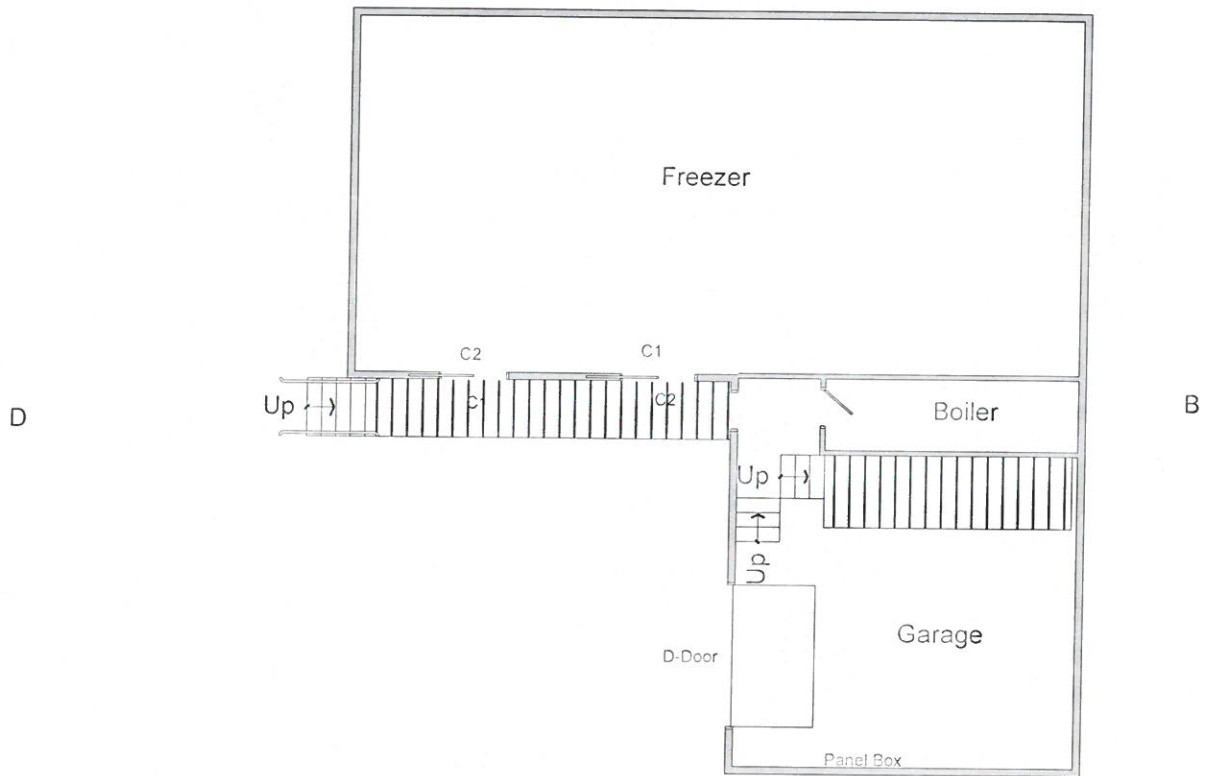 Freezer
C2
C1
Up
C1
C2
Boiler
D
B
Up
Up
Garage
D-Door
Panel Box